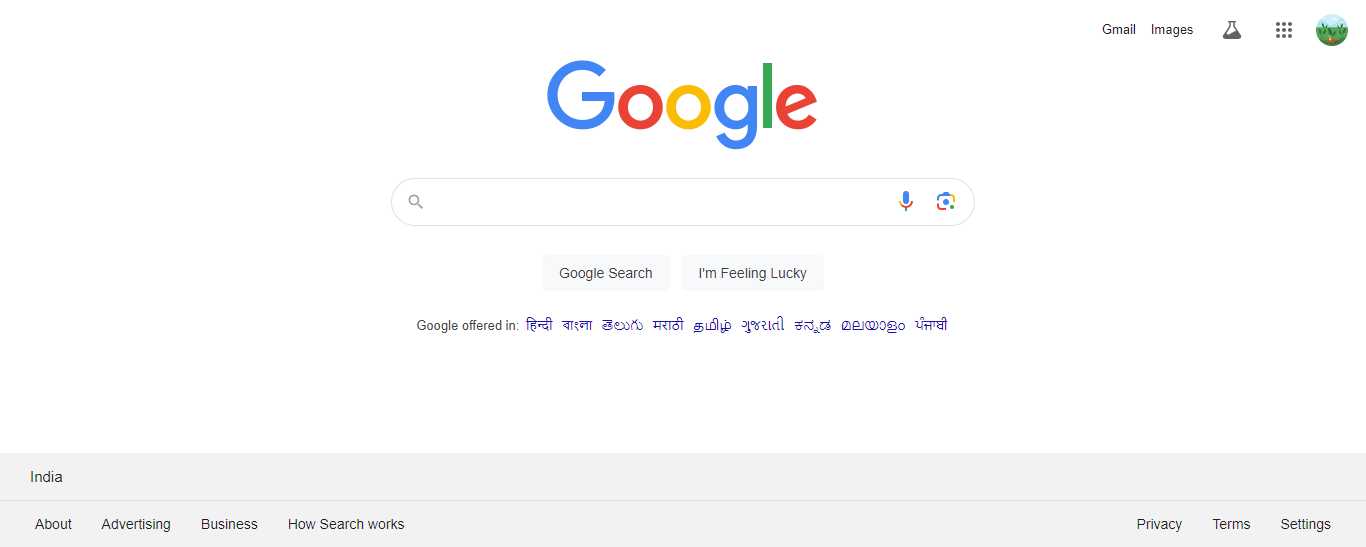 Gmail Images
Google
Google Search I'm Feeling Lucky
Google offered in: हिन्दी বাংলা తెలుగు मराठी தமிழ் ગુજરાતી ಕನ್ನಡ മലയാളം ਪੰਜਾਬੀ
India
About Advertising Business How Search works Privacy Terms Settings